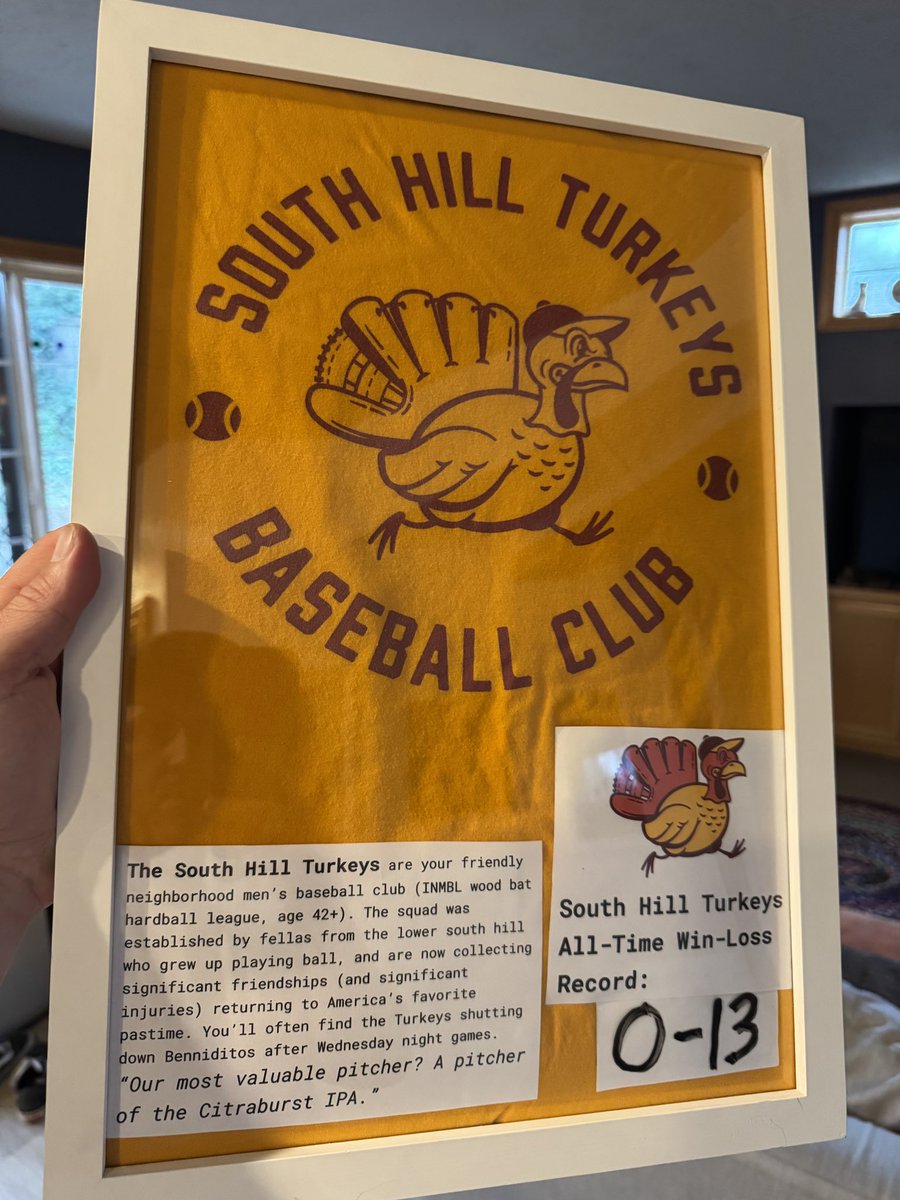 SOUTH HILL TURKEYS
BASEBALL CLUB
The South Hill Turkeys are your friendly
neighborhood men's baseball club (INMBL wood bat
hardball league, age 42+). The squad was
established by fellas from the lower south hill
who grew up playing ball, and are now collecting
significant friendships (and significant
injuries) returning to America's favorite
pastime. You'll often find the Turkeys shutting
down Benniditos after Wednesday night games.
"Our most valuable pitcher? A pitcher
of the Citraburst IPA."
South Hill Turkeys
All-Time Win-Loss
Record:
0-13